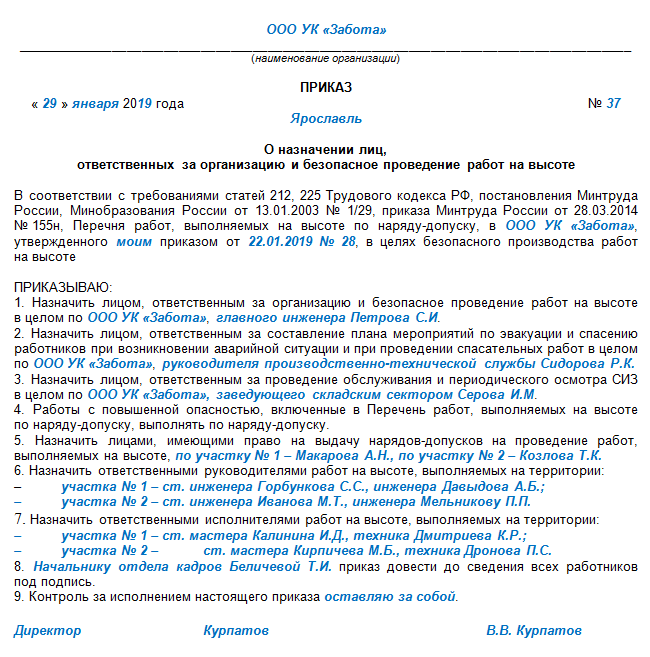 ООО УК «Забота»
(наименование организации)
ПРИКАЗ
« 29 » января 2019 года № 37
Ярославль
О назначении лиц,
ответственных за организацию и безопасное проведение работ на высоте
В соответствии с требованиями статей 212, 225 Трудового кодекса РФ, постановления Минтруда
России, Минобразования России от 13.01.2003 № 1/29, приказа Минтруда России от 28.03.2014
№ 155н, Перечня работ, выполняемых на высоте по наряду-допуску, в ООО УК «Забота»,
утвержденного моим приказом от 22.01.2019 № 28, в целях безопасного производства работ
на высоте
ПРИКАЗЫВАЮ:
1. Назначить лицом, ответственным за организацию и безопасное проведение работ на высоте
в целом по ООО УК «Забота», главного инженера Петрова С.И.
2. Назначить лицом, ответственным за составление плана мероприятий по эвакуации и спасению
работников при возникновении аварийной ситуации и при проведении спасательных работ в целом
по ООО УК «Забота», руководителя производственно-технической службы Сидорова Р.К.
3. Назначить лицом, ответственным за проведение обслуживания и периодического осмотра СИЗ
в целом по ООО УК «Забота», заведующего складским сектором Серова И.М.
4. Работы с повышенной опасностью, включенные в Перечень работ, выполняемых на высоте
по наряду-допуску, выполнять по наряду-допуску.
5. Назначить лицами, имеющими право на выдачу нарядов-допусков на проведение работ,
выполняемых на высоте, по участку № 1 – Макарова А.Н., по участку № 2 – Козлова Т.К.
6. Назначить ответственными руководителями работ на высоте, выполняемых на территории:
– участка № 1 – ст. инженера Горбункова С.С., инженера Давыдова А.Б.;
– участка № 2 – ст. инженера Иванова М.Т., инженера Мельникову П.П.
7. Назначить ответственными исполнителями работ на высоте, выполняемых на территории:
– участка № 1 – ст. мастера Калинина И.Д., техника Дмитриева К.Р.;
– участка № 2 – ст. мастера Кирпичева М.Б., техника Дронова П.С.
8. Начальнику отдела кадров Беличевой Т.И. приказ довести до сведения всех работников
под подпись.
9. Контроль за исполнением настоящего приказа оставляю за собой.
Директор Курпатов В.В. Курпатов